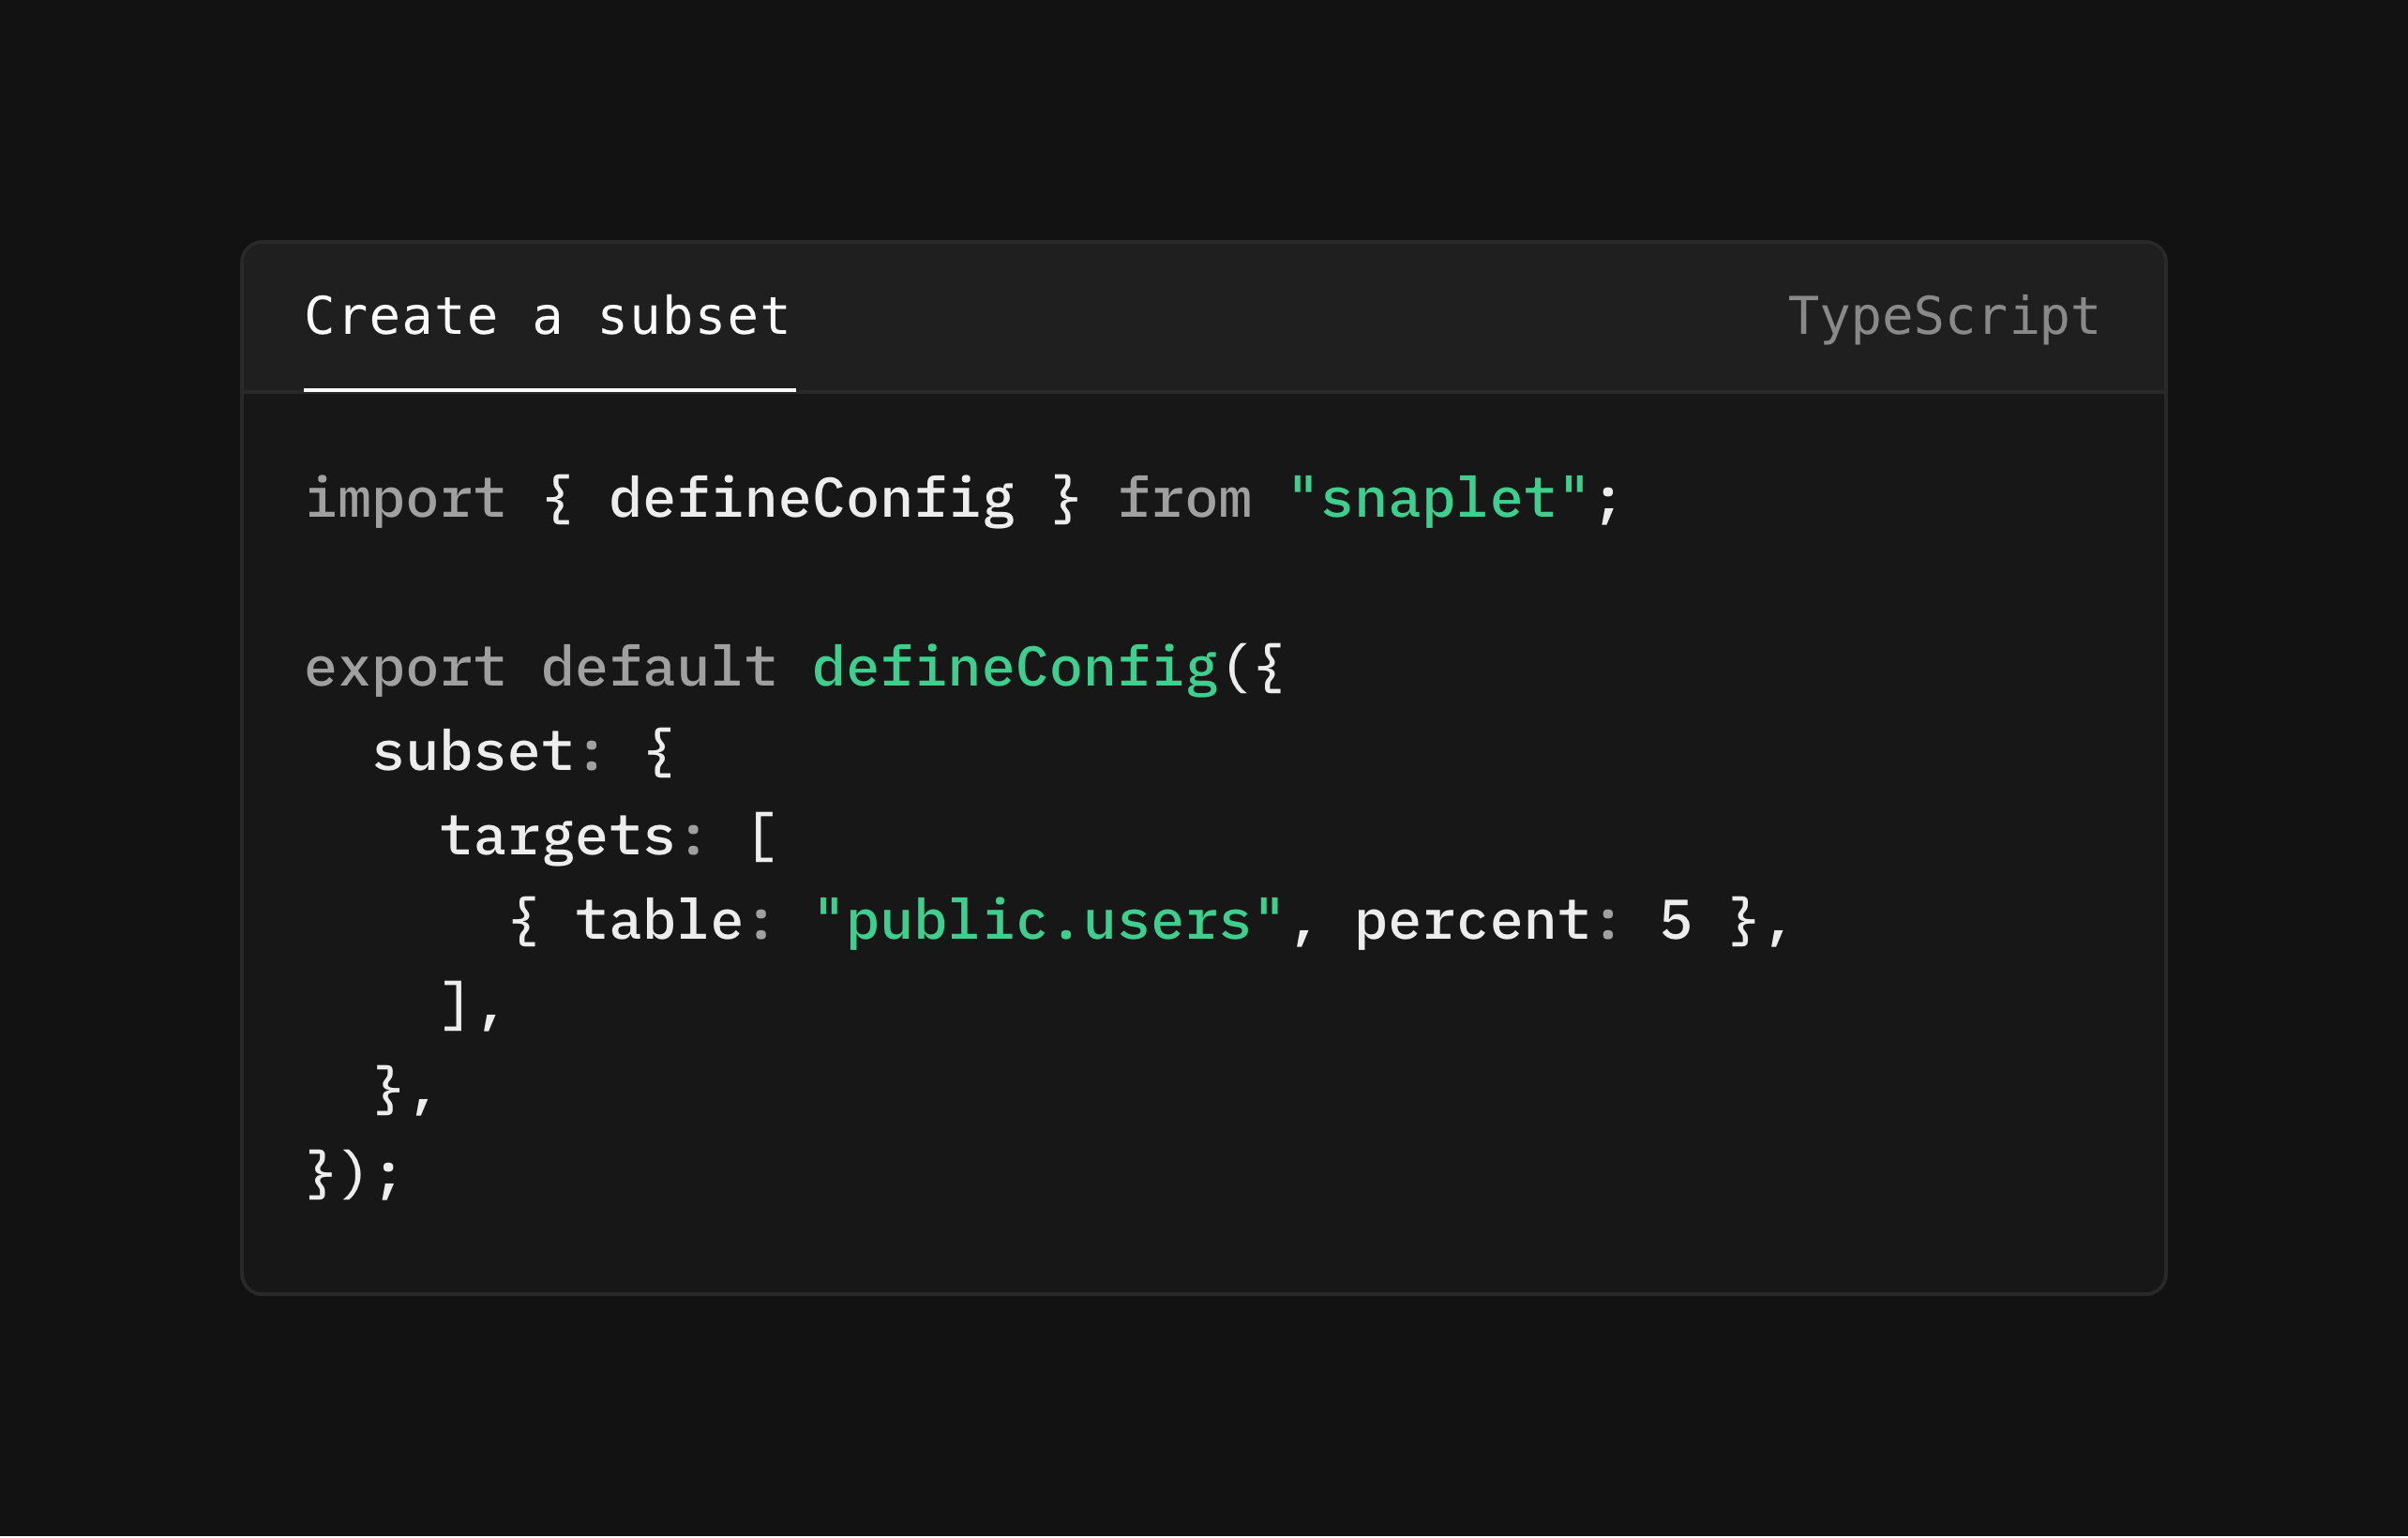 Create a subset
TypeScript
import { defineConfig } from "snaplet";
export default defineConfig({
  subset: {
    targets: [
      { table: "public.users", percent: 5 },
    ],
  },
});